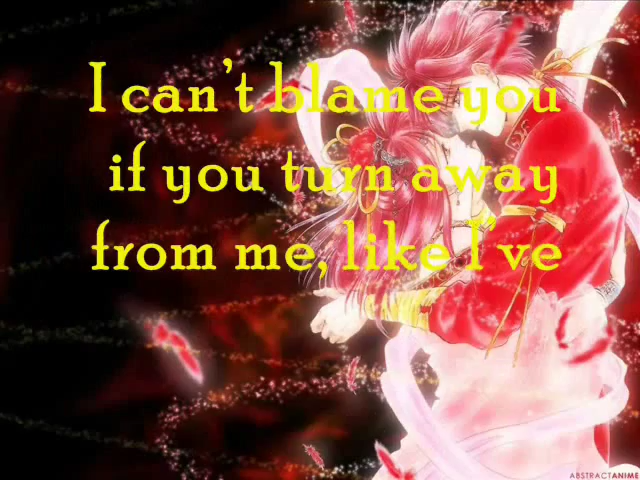 I can't blame you
if you turn away
from me, like I've
ABSTRACTANIME